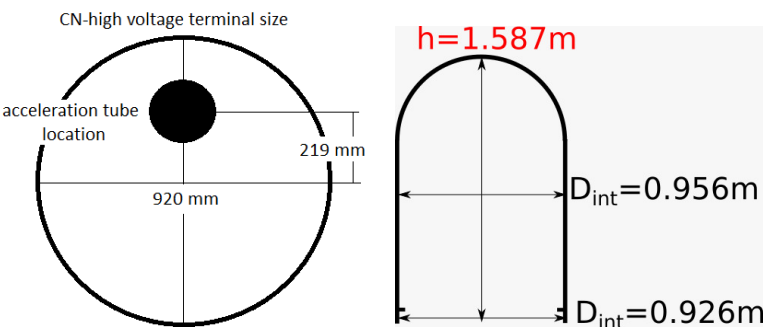 CN-high voltage terminal size
acceleration tube
location
219 mm
920 mm
h=1.587m
Dint=0.956m
Dint=0.926m